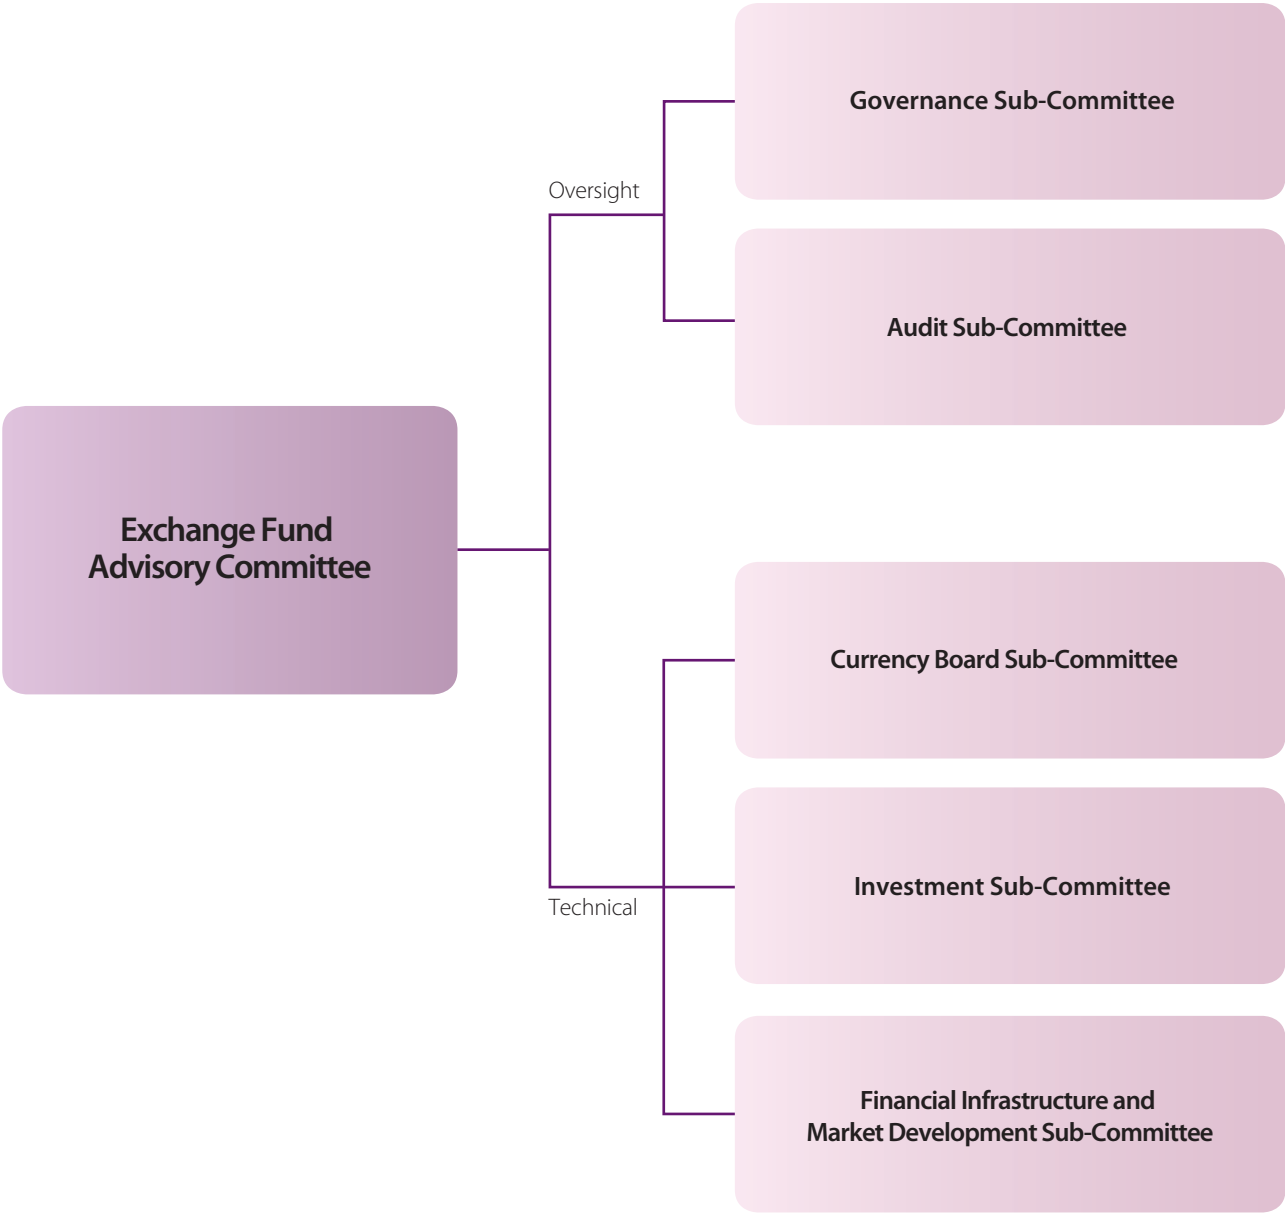 Governance Sub-Committee
Oversight
Audit Sub-Committee
Exchange Fund
Advisory Committee
Currency Board Sub-Committee
Investment Sub-Committee
Technical
Financial Infrastructure and
Market Development Sub-Committee